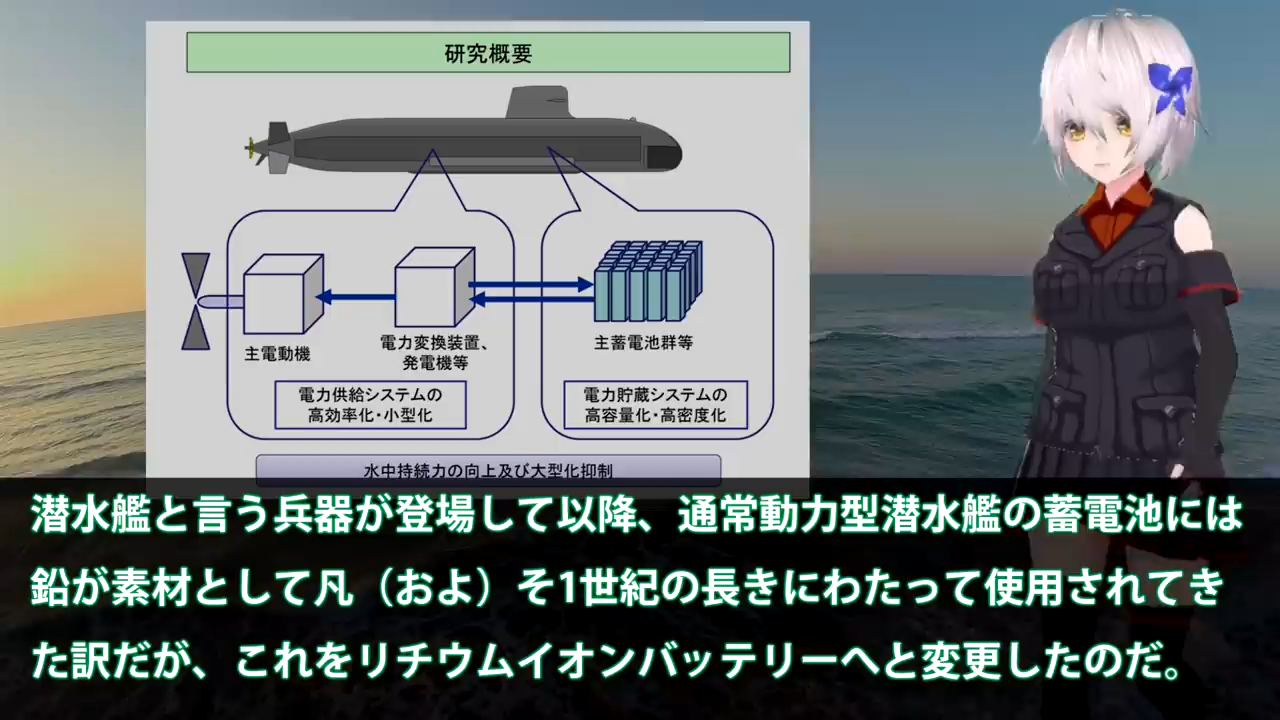 研究概要
主電動機
電力変換装置、
発電機等
主蓄電池群等
電力供給システムの
高効率化・小型化
電力貯蔵システムの
高容量化・高密度化
水中持続力の向上及び大型化抑制
潜水艦と言う兵器が登場して以降、通常動力型潜水艦の蓄電池には
鉛が素材として凡（およ）そ1世紀の長きにわたって使用されてき
た訳だが、これをリチウムイオンバッテリーへと変更したのだ。